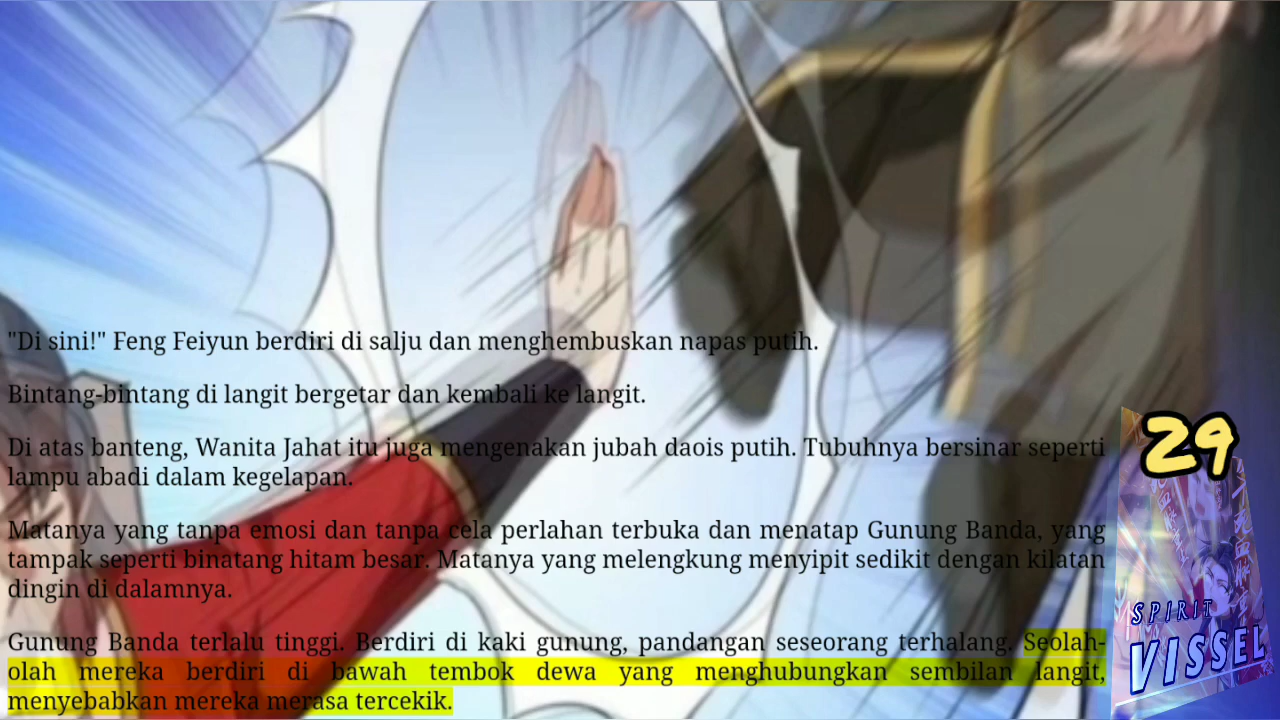 "Di sini!" Feng Feiyun berdiri di salju dan menghembuskan napas putih.
Bintang-bintang di langit bergetar dan kembali ke langit.
Di atas banteng, Wanita Jahat itu juga mengenakan jubah daois putih. Tubuhnya bersinar seperti
lampu abadi dalam kegelapan.
Matanya yang tanpa emosi dan tanpa cela perlahan terbuka dan menatap Gunung Banda, yang
tampak seperti binatang hitam besar. Matanya yang melengkung menyipit sedikit dengan kilatan
dingin di dalamnya.
Gunung Banda terlalu tinggi. Berdiri di kaki gunung, pandangan seseorang terhalang. Seolah-
olah mereka berdiri di bawah tembok dewa yang menghubungkan sembilan langit,
menyebabkan mereka merasa tercekik.
29
SPIRIT
VISSEL